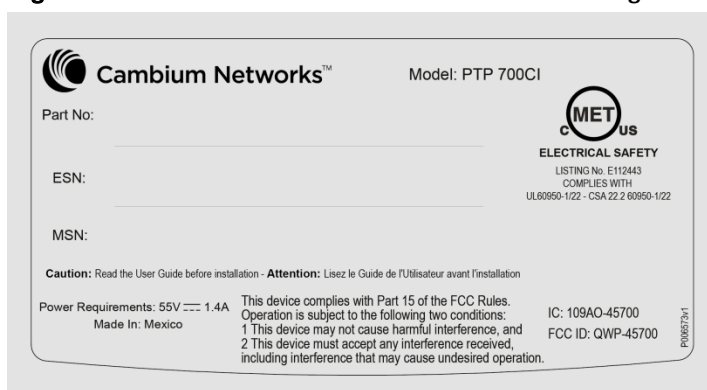 Cambium Networks™
Model: PTP 700CI
Part No:
ESN:
MSN:
MET
c us
ELECTRICAL SAFETY
LISTING No. E112443
COMPLIES WITH
UL60950-1/22 - CSA 22.2 60950-1/22
Caution: Read the User Guide before installation - Attention: Lisez le Guide de l'Utilisateur avant l'installation
Power Requirements: 55V ⎓ 1.4A
Made In: Mexico
This device complies with Part 15 of the FCC Rules.
Operation is subject to the following two conditions:
1 This device may not cause harmful interference, and
2 This device must accept any interference received,
including interference that may cause undesired operation.
IC: 109AO-45700
FCC ID: QWP-45700
P006573v1